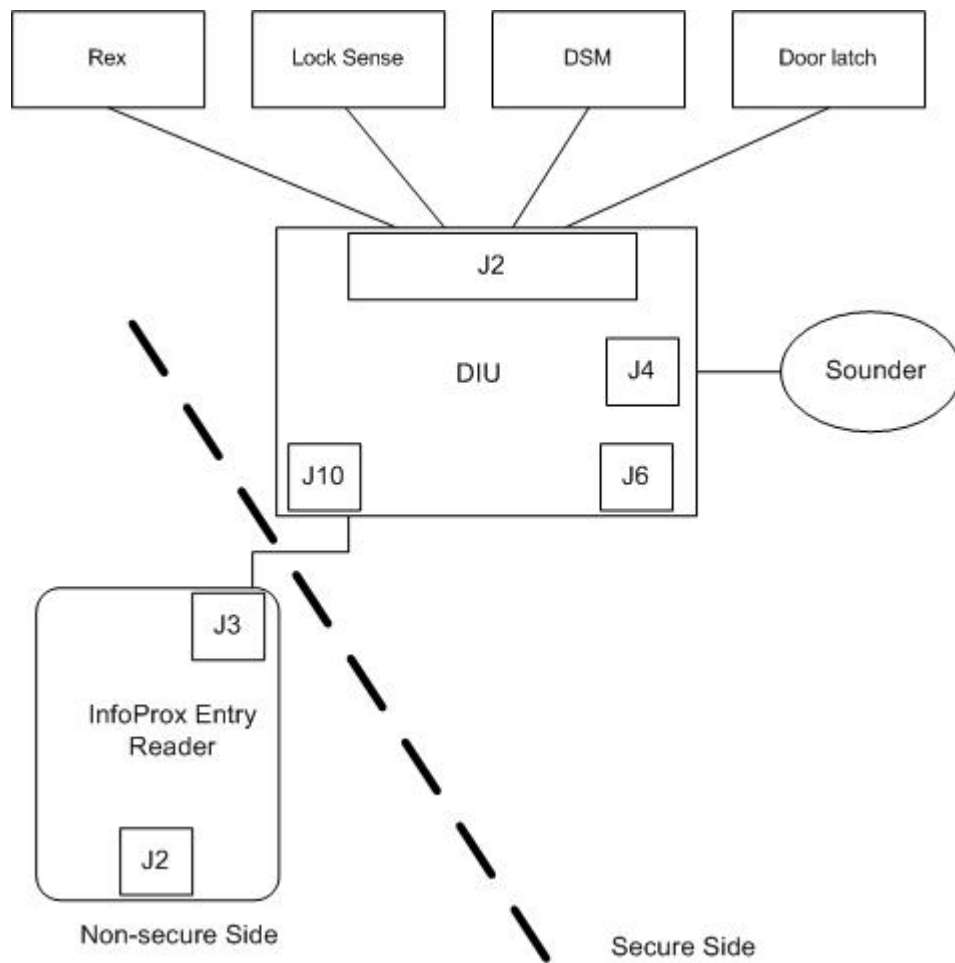 Rex
Lock Sense
DSM
Door latch
J2
DIU
J4
Sounder
J10
J6
J3
InfoProx Entry
Reader
J2
Non-secure Side
Secure Side